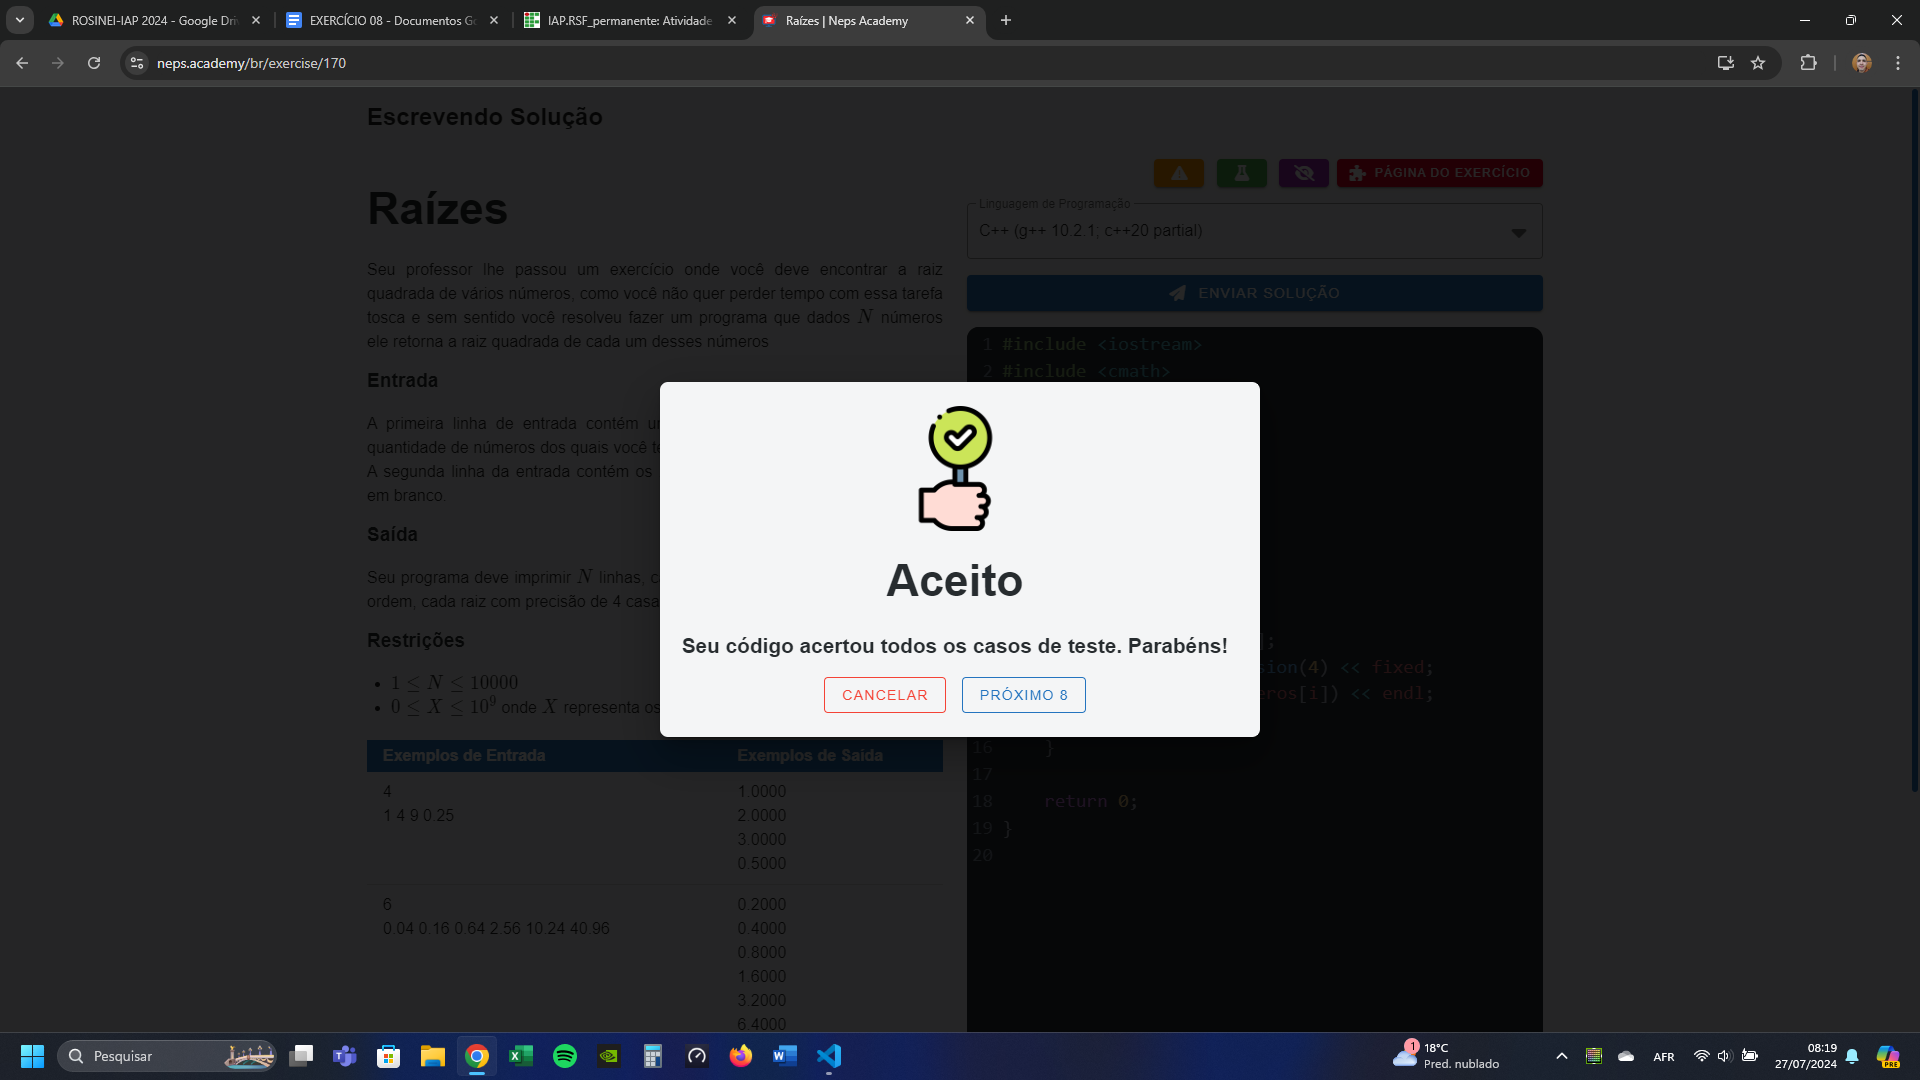 ROSINEI-IAP 2024 - Google Dri
EXERCÍCIO 08 - Documentos Go
IAP.RSF_permanente: Atividade
Raízes | Neps Academy
neps.academy/br/exercise/170
Escrevendo Solução
PÁGINA DO EXERCÍCIO
Raízes
Linguagem de Programação
C++ (g++ 10.2.1; c++20 partial)
ENVIAR SOLUÇÃO
Seu professor lhe passou um exercício onde você deve encontrar a raiz
quadrada de vários números, como você não quer perder tempo com essa tarefa
tosca e sem sentido você resolveu fazer um programa que dados N números
ele retorna a raiz quadrada de cada um desses números
Entrada
A primeira linha de entrada contém
quantidade de números dos quais você
A segunda linha da entrada contém os
em branco.
Saída
Seu programa deve imprimir N linhas,
ordem, cada raiz com precisão de 4
Restrições
• 1 ≤ N ≤ 10000
• 0 ≤ X ≤ 10⁹ onde X representa os
Exemplos de Entrada Exemplos de Saída
4
1 4 9 0.25
1.0000
2.0000
3.0000
0.5000
6
0.04 0.16 0.64 2.56 10.24 40.96
0.2000
0.4000
0.8000
1.6000
3.2000
6.4000
1 #include <iostream>
2 #include <cmath>
];
sion(4) << fixed;
eros[i]) << endl;
16 }
17
18 return 0;
19 }
20
Aceito
Seu código acertou todos os casos de teste. Parabéns!
CANCELAR
PRÓXIMO 8
Pesquisar
1
18°C
Pred. nublado
AFR
08:19
27/07/2024
PRE